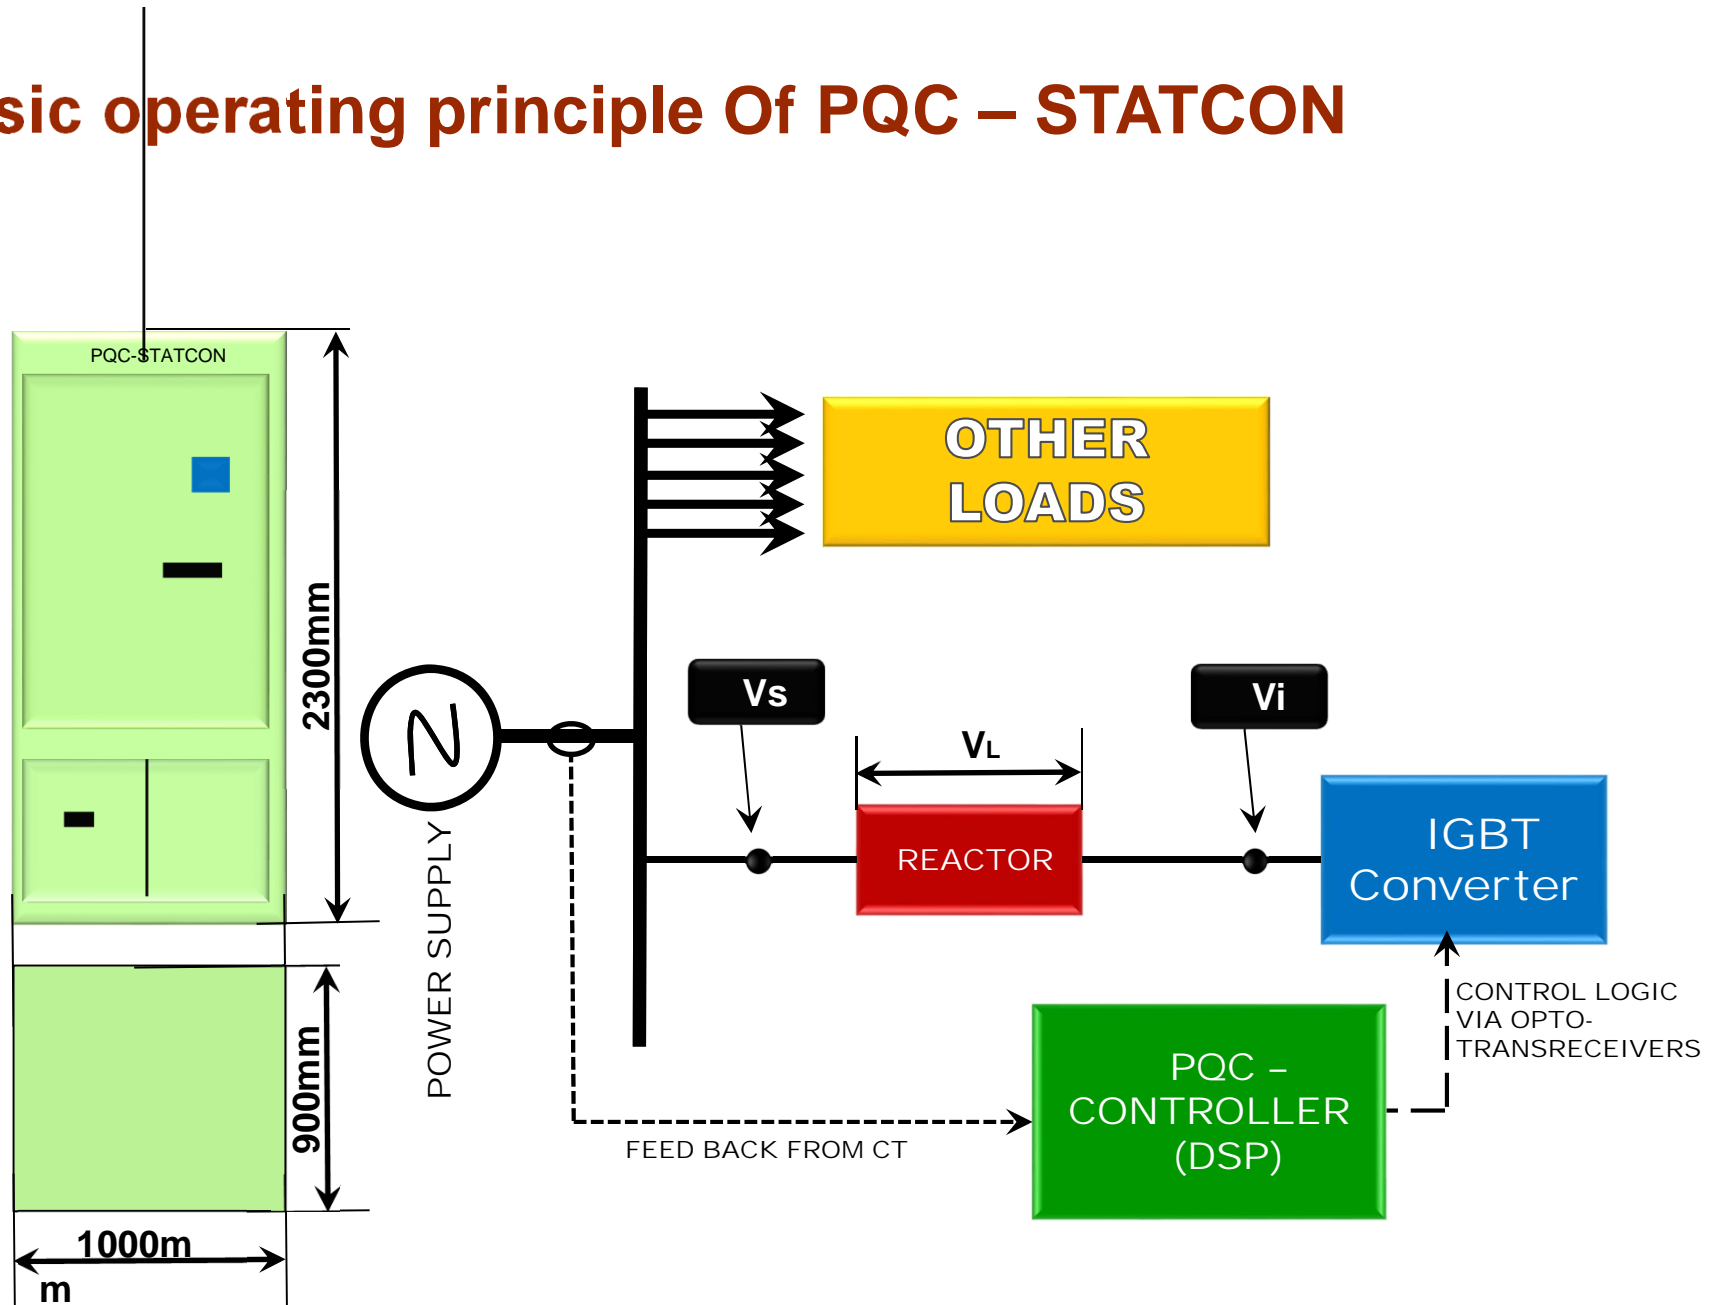 sic operating principle Of PQC – STATCON
PQC-STATCON
2300mm
900mm
1000m
m
POWER SUPPLY
OTHER
LOADS
Vs
Vi
VL
REACTOR
IGBT
Converter
CONTROL LOGIC
VIA OPTO-
TRANSRECEIVERS
PQC –
CONTROLLER
(DSP)
FEED BACK FROM CT